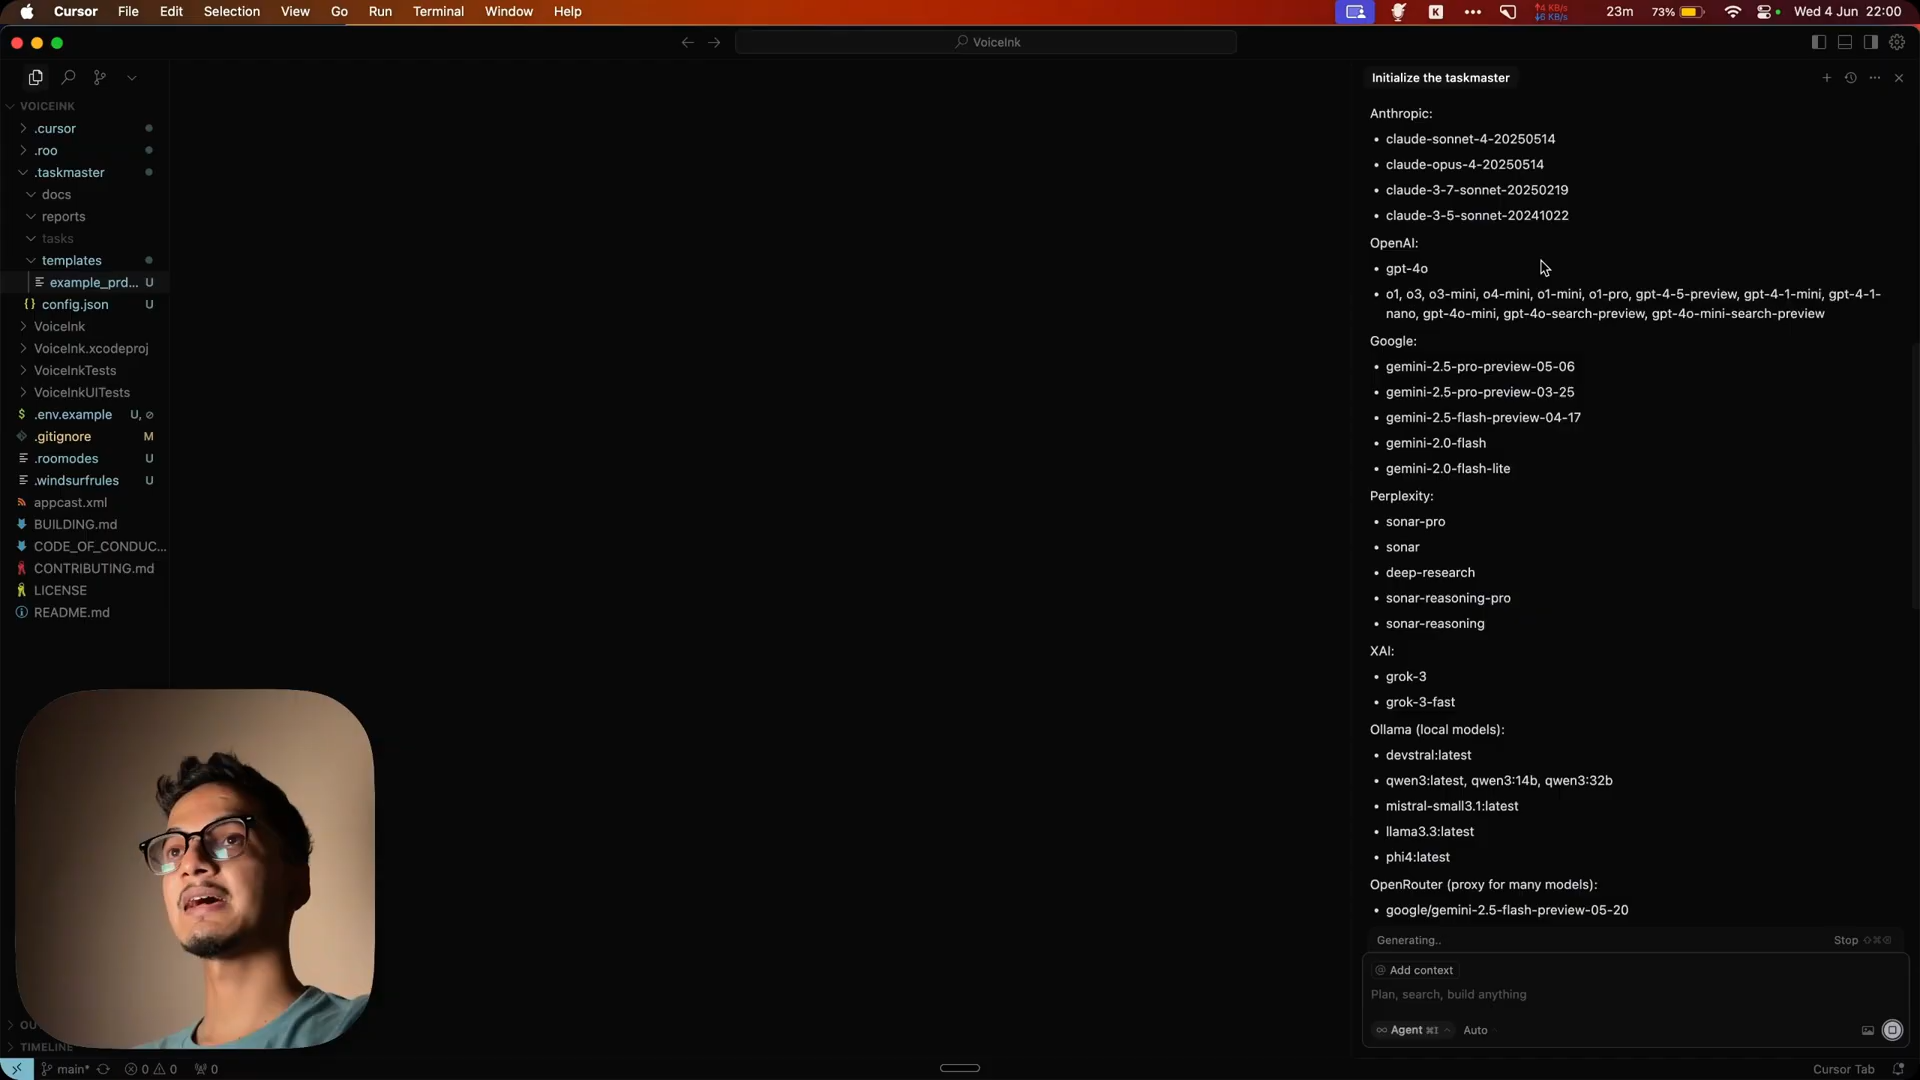 Cursor File Edit Selection View Go Run Terminal Window Help
K 4 KB/s 6 KB/s 23m 73% Wed 4 Jun 22:00
VoiceInk
VOICEINK
.cursor
.roo
.taskmaster
docs
reports
tasks
templates
example_prd... U
{} config.json U
VoiceInk
VoiceInk.xcodeproj
VoiceInkTests
VoiceInkUITests
$ .env.example U,
.gitignore M
.roomodes U
.windsurfrules U
appcast.xml
BUILDING.md
CODE_OF_CONDUC...
CONTRIBUTING.md
LICENSE
README.md
OU
TIMELINE
main* 0 0 0
Initialize the taskmaster
Anthropic:
• claude-sonnet-4-20250514
• claude-opus-4-20250514
• claude-3-7-sonnet-20250219
• claude-3-5-sonnet-20241022
OpenAI:
• gpt-4o
• o1, o3, o3-mini, o4-mini, o1-mini, o1-pro, gpt-4-5-preview, gpt-4-1-mini, gpt-4-1-
nano, gpt-4o-mini, gpt-4o-search-preview, gpt-4o-mini-search-preview
Google:
• gemini-2.5-pro-preview-05-06
• gemini-2.5-pro-preview-03-25
• gemini-2.5-flash-preview-04-17
• gemini-2.0-flash
• gemini-2.0-flash-lite
Perplexity:
• sonar-pro
• sonar
• deep-research
• sonar-reasoning-pro
• sonar-reasoning
XAI:
• grok-3
• grok-3-fast
Ollama (local models):
• devstral:latest
• qwen3:latest, qwen3:14b, qwen3:32b
• mistral-small3.1:latest
• llama3.3:latest
• phi4:latest
OpenRouter (proxy for many models):
• google/gemini-2.5-flash-preview-05-20
Generating.. Stop ⇧⌘⌫
@ Add context
Plan, search, build anything
∞ Agent ⌘I Auto
Cursor Tab